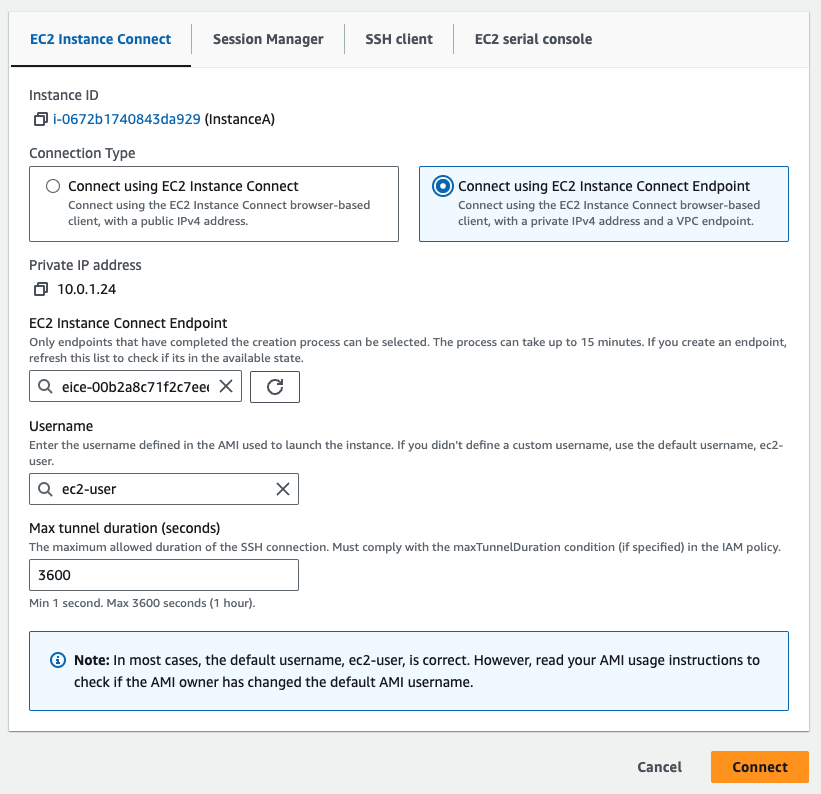 EC2 Instance Connect Session Manager SSH client EC2 serial console
Instance ID
i-0672b1740843da929 (InstanceA)
Connection Type
Connect using EC2 Instance Connect
Connect using the EC2 Instance Connect browser-based
client, with a public IPv4 address.
Connect using EC2 Instance Connect Endpoint
Connect using the EC2 Instance Connect browser-based
client, with a private IPv4 address and a VPC endpoint.
Private IP address
10.0.1.24
EC2 Instance Connect Endpoint
Only endpoints that have completed the creation process can be selected. The process can take up to 15 minutes. If you create an endpoint,
refresh this list to check if its in the available state.
eice-00b2a8c71f2c7eee
Username
Enter the username defined in the AMI used to launch the instance. If you didn't define a custom username, use the default username, ec2-
user.
ec2-user
Max tunnel duration (seconds)
The maximum allowed duration of the SSH connection. Must comply with the maxTunnelDuration condition (if specified) in the IAM policy.
3600
Min 1 second. Max 3600 seconds (1 hour).
Note: In most cases, the default username, ec2-user, is correct. However, read your AMI usage instructions to
check if the AMI owner has changed the default AMI username.
Cancel Connect